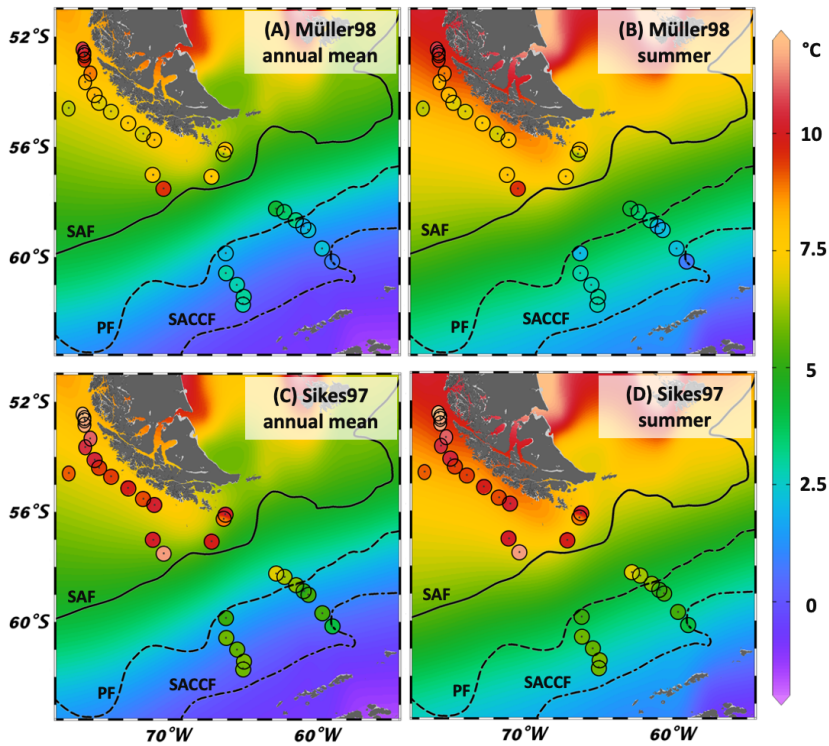 (A) Müller98
annual mean
(B) Müller98
summer
°C
52°S
56°S
60°S
SAF
PF
SACCF
SAF
PF
SACCF
10
7.5
5
2.5
0
(C) Sikes97
annual mean
(D) Sikes97
summer
52°S
56°S
60°S
SAF
PF
SACCF
SAF
PF
SACCF
70°W
60°W
70°W
60°W